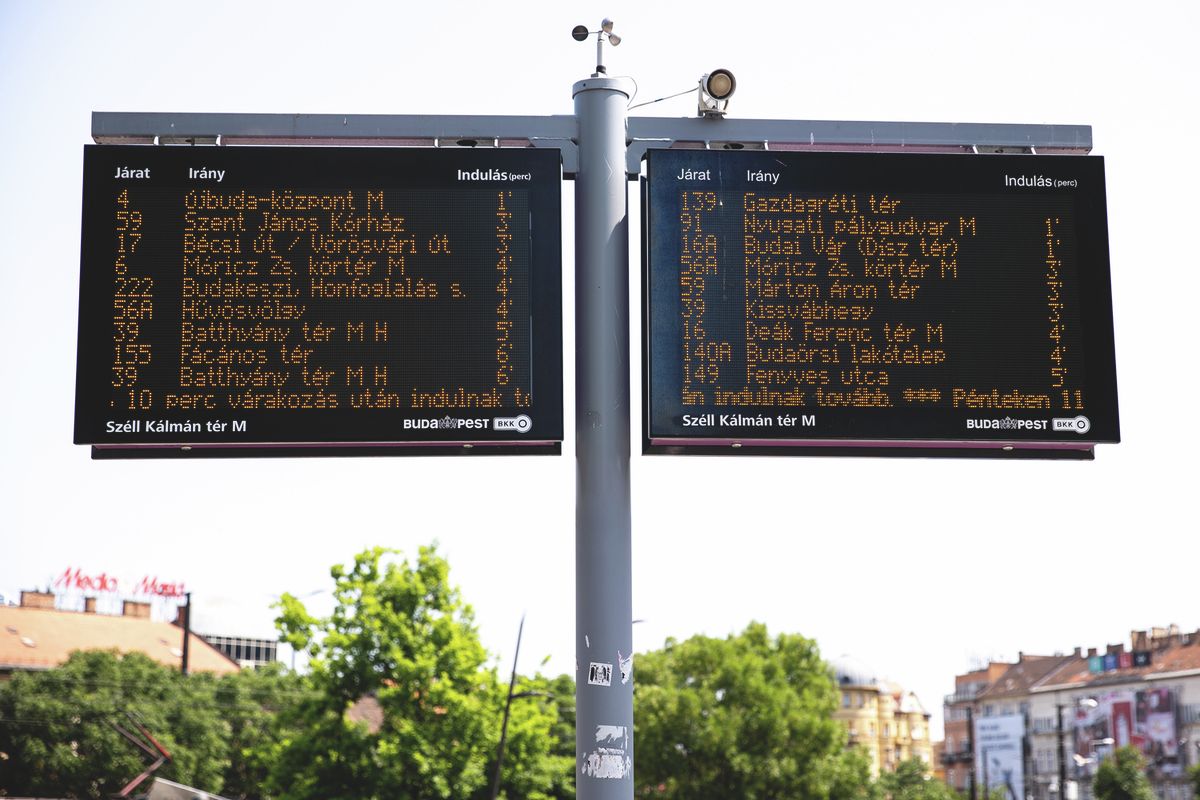 Járat Irány Indulás (perc)
4 Újbuda-központ M 1'
59 Szent János Kórház 3'
17 Bécsi út / Vörösvári út 3'
6 Móricz Zs. körtér M 4'
222 Budakeszi, Honfoglalás s. 4'
56A Hűvösvölgy 4'
39 Batthyány tér M H 5'
155 Fácános tér 6'
39 Batthyány tér M H 6'
. 10 perc várakozás után indulnak to
Széll Kálmán tér M BUDAPEST BKK
Járat Irány Indulás (perc)
139 Gazdagréti tér
91 Nyugati pályaudvar M 1'
16A Budai Vár (Dísz tér) 1'
56A Móricz Zs. körtér M 3'
59 Márton Áron tér 3'
39 Kissvábhegy 3'
16 Deák Ferenc tér M 4'
140A Budaörsi lakótelep 4'
149 Fenyves utca 5'
án indulnak tovább. *** Pénteken 11
Széll Kálmán tér M BUDAPEST BKK
Media Markt